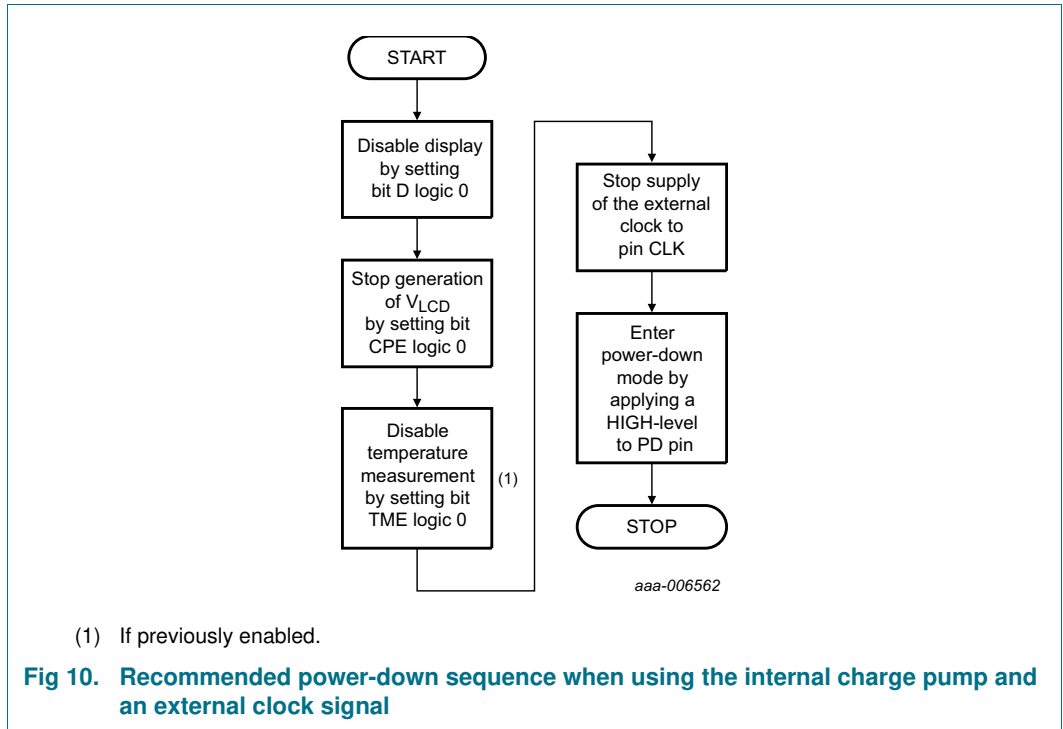 START
Disable display
by setting
bit D logic 0
Stop generation
of VLCD
by setting bit
CPE logic 0
Disable
temperature
measurement
by setting bit
TME logic 0
(1)
Stop supply
of the external
clock to
pin CLK
Enter
power-down
mode by
applying a
HIGH-level
to PD pin
STOP
aaa-006562
(1) If previously enabled.
Fig 10. Recommended power-down sequence when using the internal charge pump and
an external clock signal